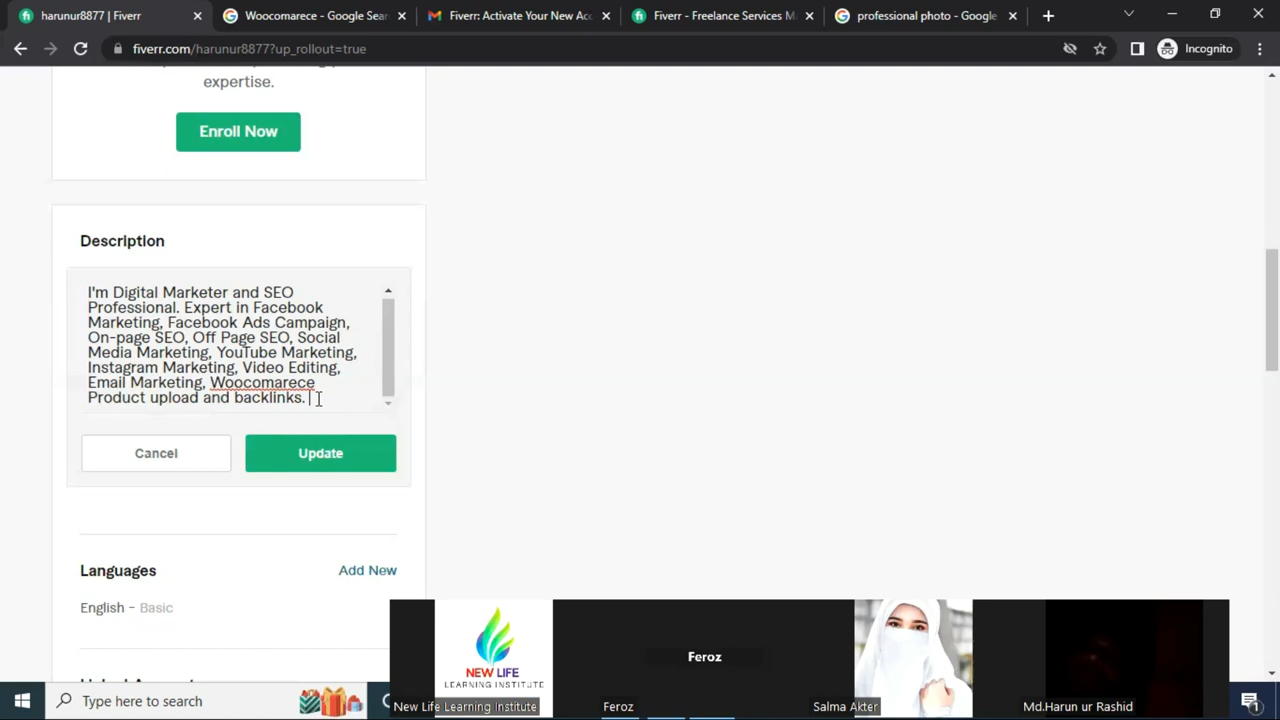 harunur8877 | Fiverr
Woocomarece - Google Sear
Fiverr: Activate Your New Acc
Fiverr - Freelance Services M
professional photo - Google
fiverr.com/harunur8877?up_rollout=true
Incognito
expertise.
Enroll Now
Description
I'm Digital Marketer and SEO
Professional. Expert in Facebook
Marketing, Facebook Ads Campaign,
On-page SEO, Off Page SEO, Social
Media Marketing, YouTube Marketing,
Instagram Marketing, Video Editing,
Email Marketing, Woocomarece
Product upload and backlinks.
Cancel
Update
Languages
Add New
English - Basic
NEW LIFE
LEARNING INSTITUTE
Feroz
New Life Learning Institute
Feroz
Salma Akter
Md.Harun ur Rashid
Type here to search